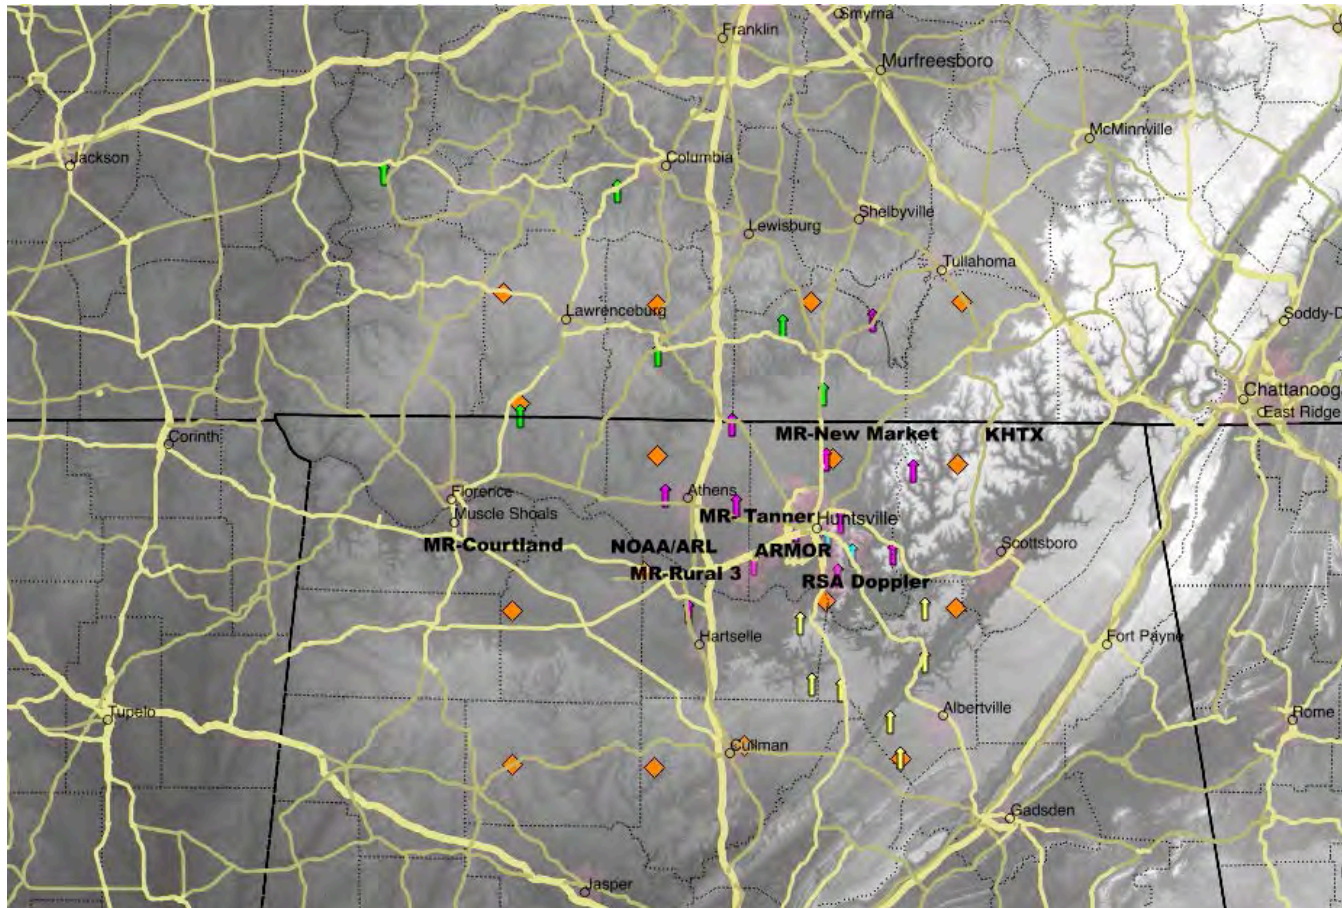 Smyrna
Franklin
Murfreesboro
McMinnville
Jackson
Columbia
Shelbyville
Lewisburg
Tullahoma
Lawrenceburg
Soddy-D
Chattanooga
East Ridge
Corinth
MR-New Market
KHTX
Florence
Athens
Muscle Shoals
MR- Tanner
Huntsville
MR-Courtland
NOAA/ARL
ARMOR
Scottsboro
MR-Rural 3
RSA Doppler
Hartselle
Fort Payne
Tupelo
Albertville
Rome
Cullman
Gadsden
Jasper